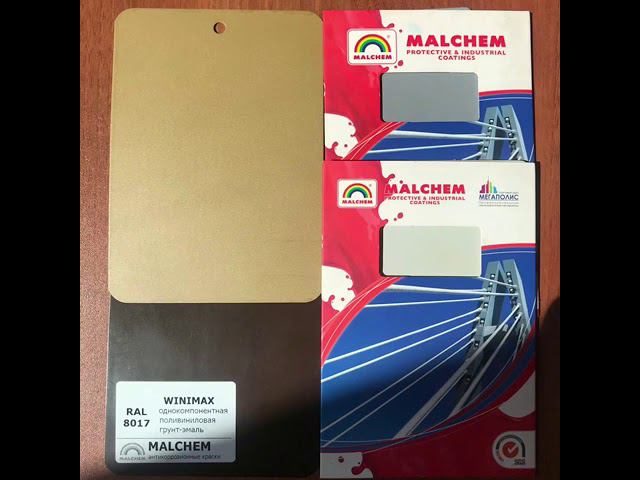 MALCHEM
MALCHEM
PROTECTIVE & INDUSTRIAL
COATINGS
MALCHEM
MALCHEM
PROTECTIVE & INDUSTRIAL
COATINGS
МЕГАПОЛИС
RAL
8017
WINIMAX
однокомпонентная
поливиниловая
грунт-эмаль
MALCHEM
MALCHEM
антикоррозионные краски